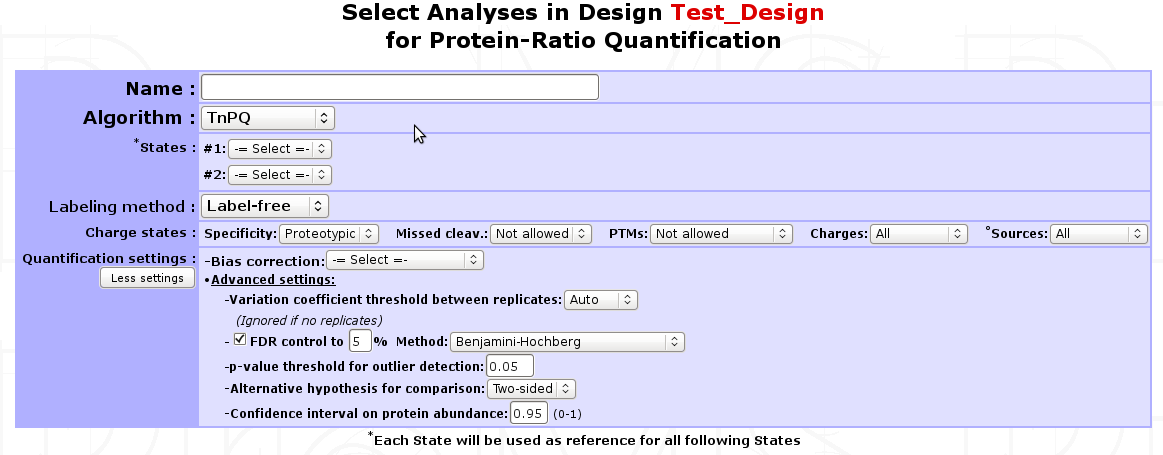 Select Analyses in Design Test_Design
for Protein-Ratio Quantification
Name :
Algorithm : TnPQ
*States : #1: -= Select =-
#2: -= Select =-
Labeling method : Label-free
Charge states : Specificity: Proteotypic Missed cleav.: Not allowed PTMs: Not allowed Charges: All °Sources: All
Quantification settings : -Bias correction: -= Select =-
Less settings •Advanced settings:
-Variation coefficient threshold between replicates: Auto
(Ignored if no replicates)
- FDR control to 5 % Method: Benjamini-Hochberg
-p-value threshold for outlier detection: 0.05
-Alternative hypothesis for comparison: Two-sided
-Confidence interval on protein abundance: 0.95 (0-1)
*Each State will be used as reference for all following States